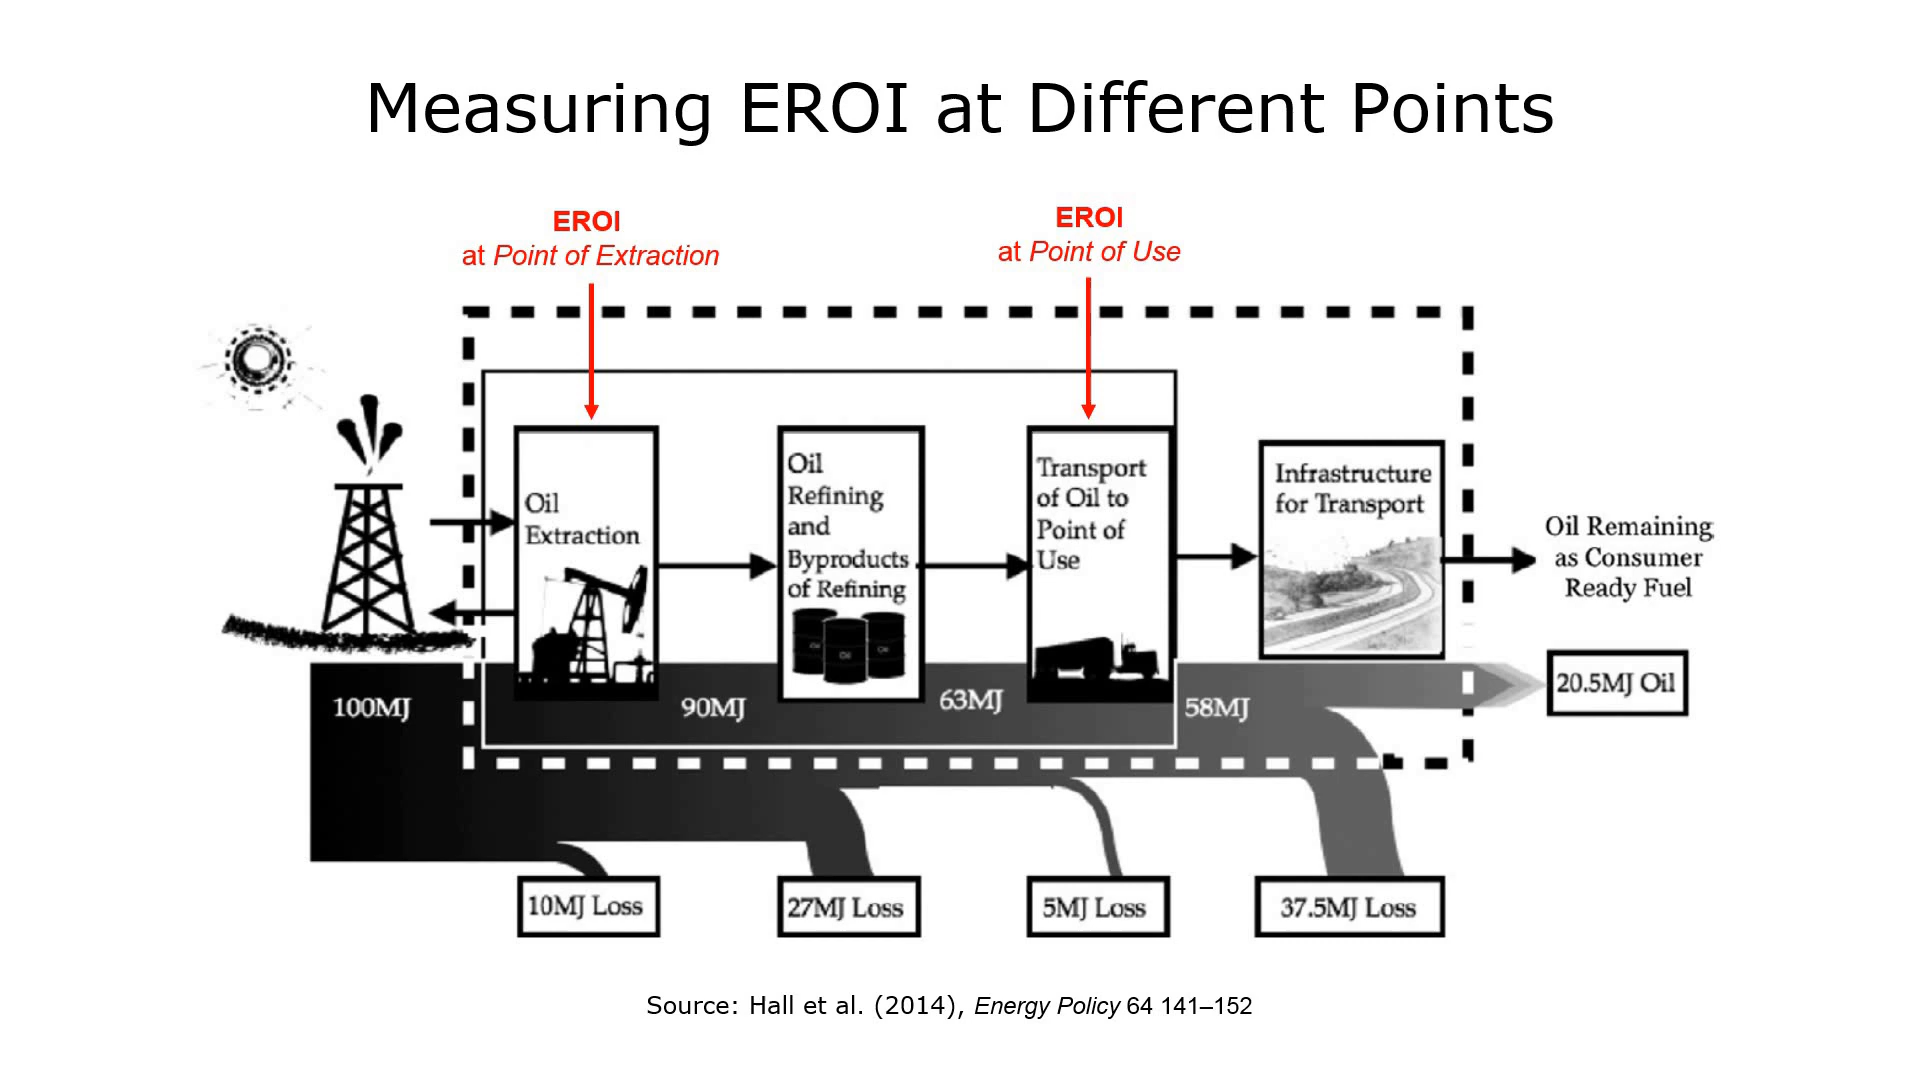 Measuring EROI at Different Points
EROI
at Point of Extraction
EROI
at Point of Use
Oil
Extraction
Oil
Refining
and
Byproducts
of Refining
Oil
Oil
Oil
Transport
of Oil to
Point of
Use
Infrastructure
for Transport
Oil Remaining
as Consumer
Ready Fuel
100MJ
90MJ
63MJ
58MJ
20.5MJ Oil
10MJ Loss
27MJ Loss
5MJ Loss
37.5MJ Loss
Source: Hall et al. (2014), Energy Policy 64 141–152